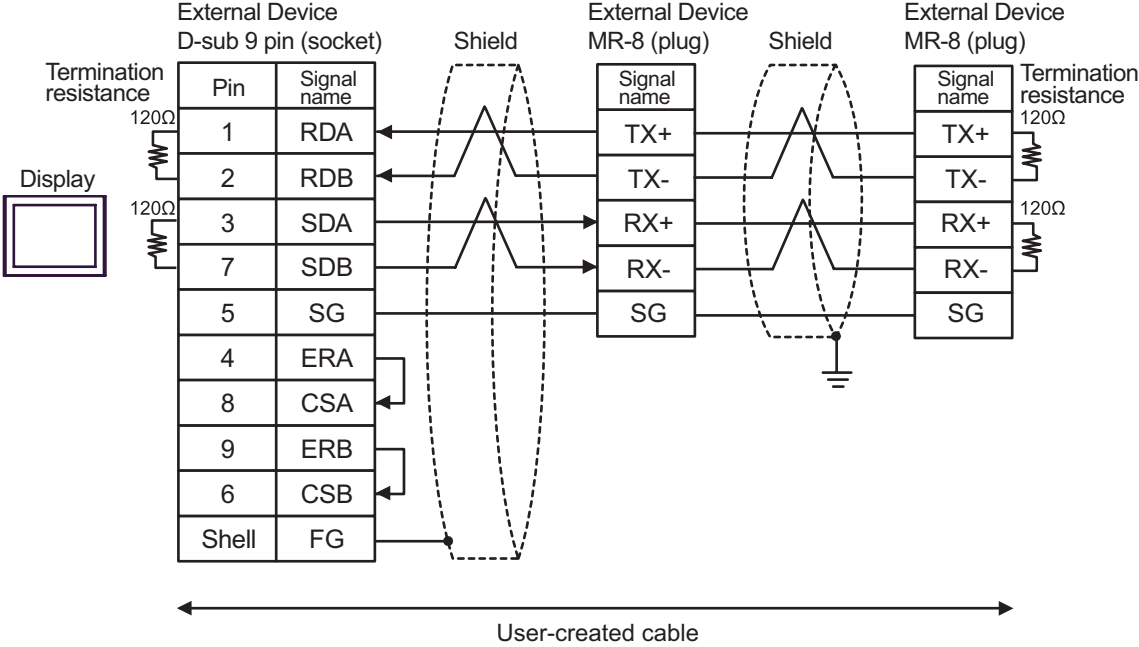 External Device
D-sub 9 pin (socket)
Shield
External Device
MR-8 (plug)
Shield
External Device
MR-8 (plug)
Termination
resistance
Pin
Signal
name
Signal
name
Signal
name
Termination
resistance
120Ω
1 RDA
TX+
TX+
120Ω
2 RDB
TX-
TX-
Display
120Ω
3 SDA
RX+
RX+
120Ω
7 SDB
RX-
RX-
5 SG
SG
SG
4 ERA
8 CSA
9 ERB
6 CSB
Shell FG
User-created cable